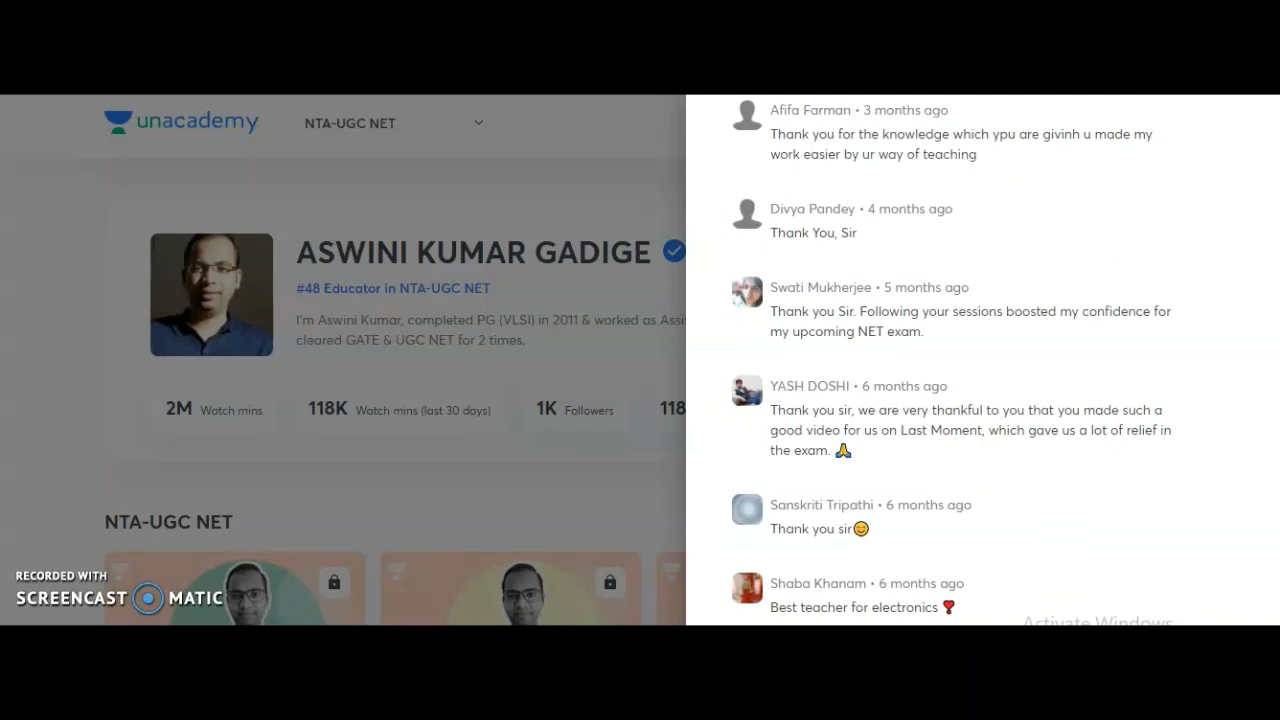 unacademy
NTA-UGC NET
ASWINI KUMAR GADIGE
#48 Educator in NTA-UGC NET
I'm Aswini Kumar, completed PG (VLSI) in 2011 & worked as Assi
cleared GATE & UGC NET for 2 times.
2M Watch mins
118K Watch mins (last 30 days)
1K Followers
118
NTA-UGC NET
RECORDED WITH
SCREENCAST MATIC
Afifa Farman • 3 months ago
Thank you for the knowledge which ypu are givinh u made my
work easier by ur way of teaching
Divya Pandey • 4 months ago
Thank You, Sir
Swati Mukherjee • 5 months ago
Thank you Sir. Following your sessions boosted my confidence for
my upcoming NET exam.
YASH DOSHI • 6 months ago
Thank you sir, we are very thankful to you that you made such a
good video for us on Last Moment, which gave us a lot of relief in
the exam. 🙏
Sanskriti Tripathi • 6 months ago
Thank you sir😊
Shaba Khanam • 6 months ago
Best teacher for electronics ❣️
Activate Windows